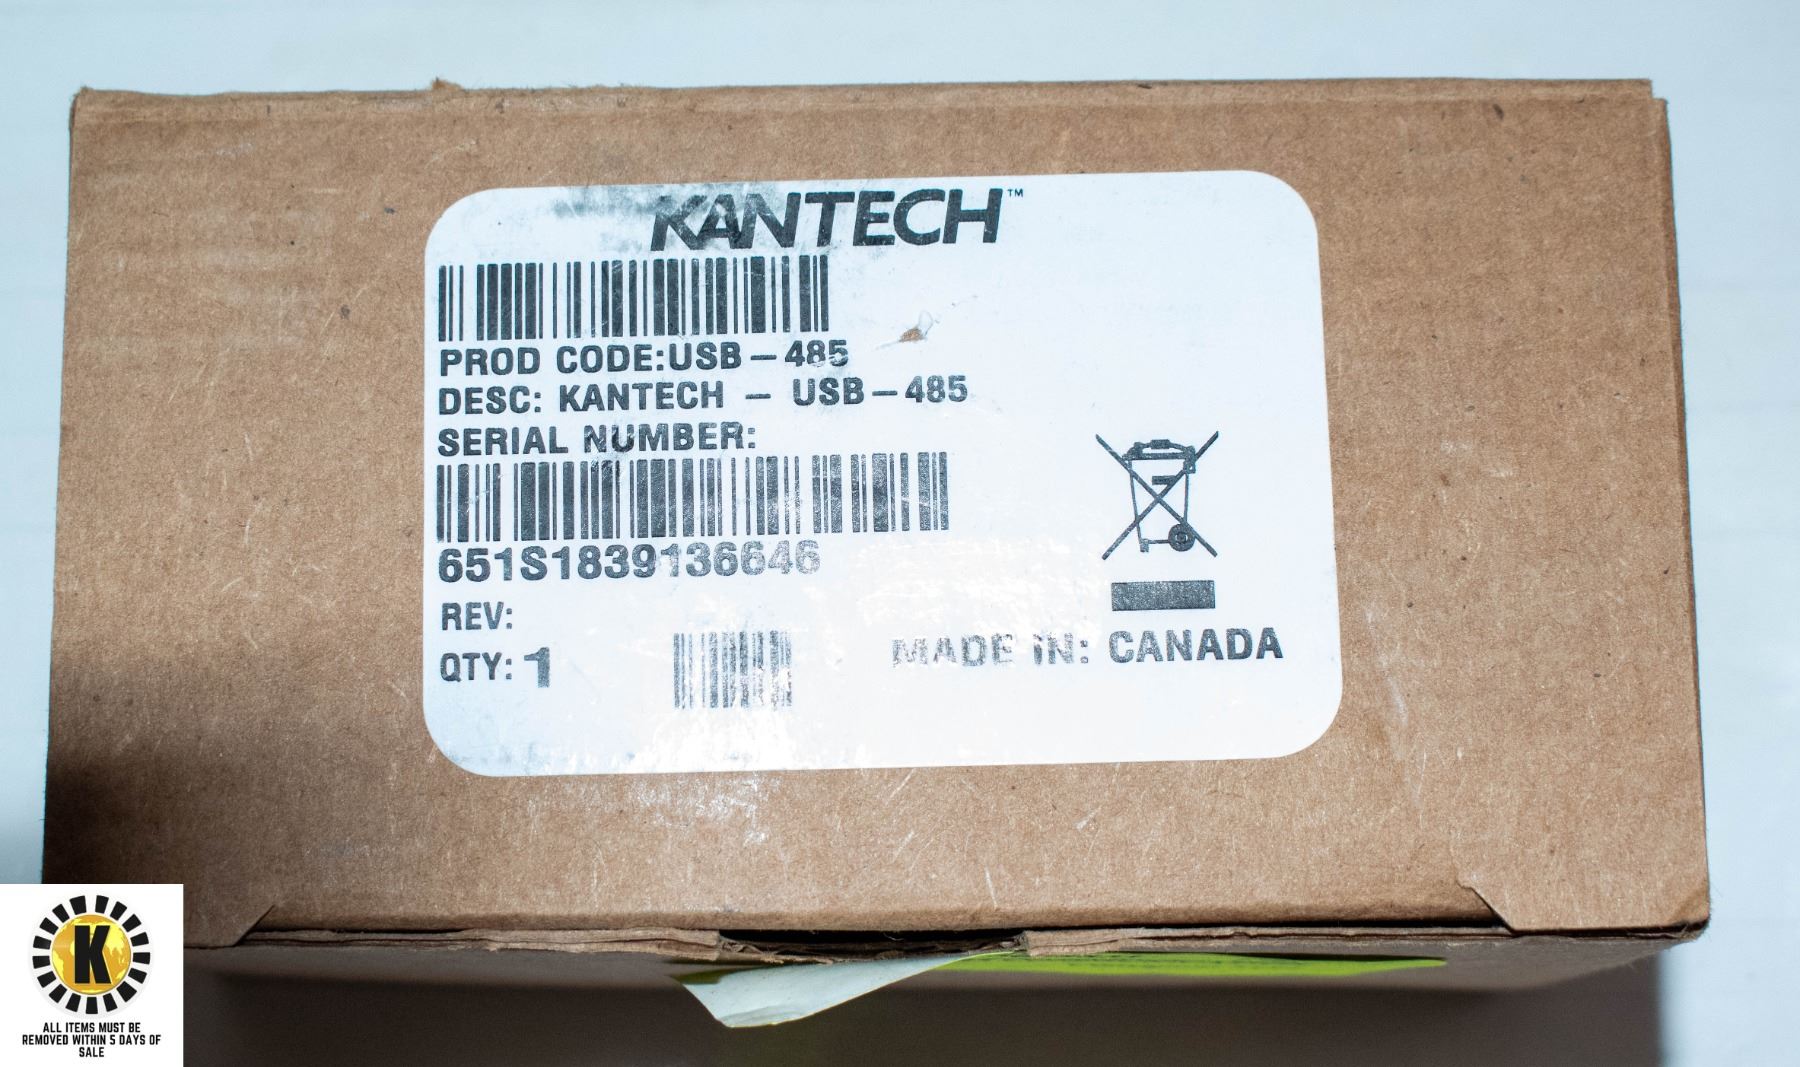 KANTECH™
PROD CODE:USB-485
DESC: KANTECH - USB-485
SERIAL NUMBER:
651S1839136646
REV:
QTY: 1
MADE IN: CANADA
K
ALL ITEMS MUST BE
REMOVED WITHIN 5 DAYS OF
SALE